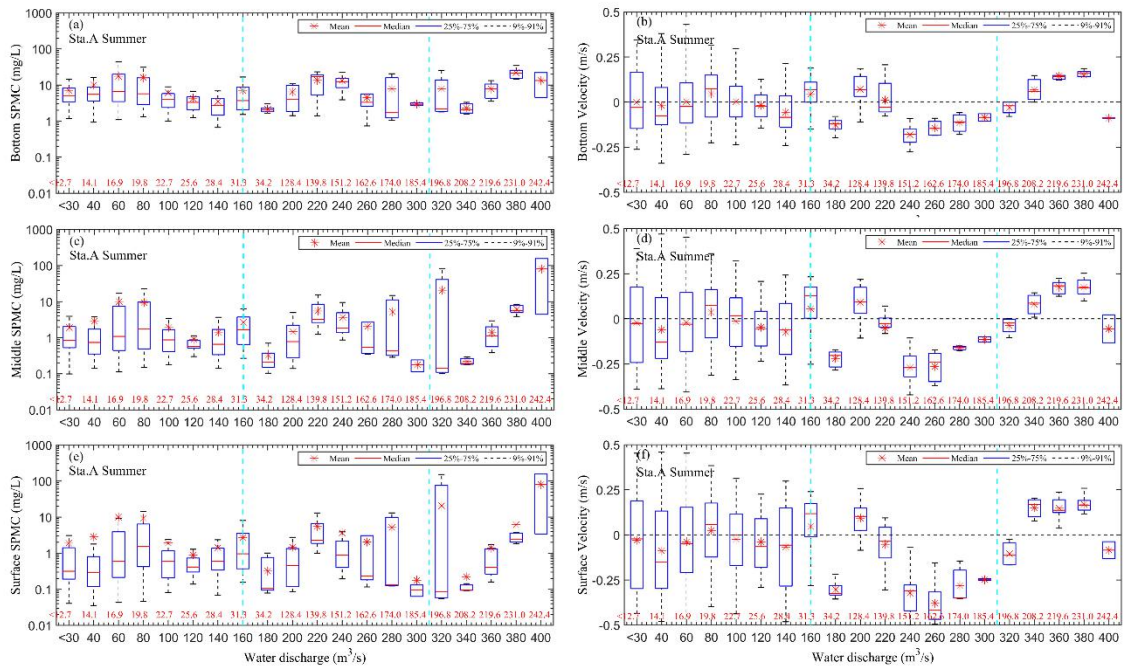 (a)
Sta.A Summer
Mean Median 25%-75% 9%-91%
Bottom SPMC (mg/L)
1000
100
10
1
0.1
0.01
<12.7 14.1 16.9 19.8 22.7 25.6 28.4 31.3 34.2 128.4 139.8 151.2 162.6 174.0 185.4 196.8 208.2 219.6 231.0 242.4
<30 40 60 80 100 120 140 160 180 200 220 240 260 280 300 320 340 360 380 400
(b)
Sta.A Summer
Mean Median 25%-75% 9%-91%
Bottom Velocity (m/s)
0.5
0.25
0
-0.25
-0.5
<12.7 14.1 16.9 19.8 22.7 25.6 28.4 31.3 34.2 128.4 139.8 151.2 162.6 174.0 185.4 196.8 208.2 219.6 231.0 242.4
<30 40 60 80 100 120 140 160 180 200 220 240 260 280 300 320 340 360 380 400
(c)
Sta.A Summer
Mean Median 25%-75% 9%-91%
Middle SPMC (mg/L)
1000
100
10
1
0.1
0.01
<12.7 14.1 16.9 19.8 22.7 25.6 28.4 31.3 34.2 128.4 139.8 151.2 162.6 174.0 185.4 196.8 208.2 219.6 231.0 242.4
<30 40 60 80 100 120 140 160 180 200 220 240 260 280 300 320 340 360 380 400
(d)
Sta.A Summer
Mean Median 25%-75% 9%-91%
Middle Velocity (m/s)
0.5
0.25
0
-0.25
-0.5
<12.7 14.1 16.9 19.8 22.7 25.6 28.4 31.3 34.2 128.4 139.8 151.2 162.6 174.0 185.4 196.8 208.2 219.6 231.0 242.4
<30 40 60 80 100 120 140 160 180 200 220 240 260 280 300 320 340 360 380 400
(e)
Sta.A Summer
Mean Median 25%-75% 9%-91%
Surface SPMC (mg/L)
1000
100
10
1
0.1
0.01
<12.7 14.1 16.9 19.8 22.7 25.6 28.4 31.3 34.2 128.4 139.8 151.2 162.6 174.0 185.4 196.8 208.2 219.6 231.0 242.4
<30 40 60 80 100 120 140 160 180 200 220 240 260 280 300 320 340 360 380 400
Water discharge (m³/s)
(f)
Sta.A Summer
Mean Median 25%-75% 9%-91%
Surface Velocity (m/s)
0.5
0.25
0
-0.25
-0.5
<12.7 14.1 16.9 19.8 22.7 25.6 28.4 31.3 34.2 128.4 139.8 151.2 162.6 174.0 185.4 196.8 208.2 219.6 231.0 242.4
<30 40 60 80 100 120 140 160 180 200 220 240 260 280 300 320 340 360 380 400
Water discharge (m³/s)